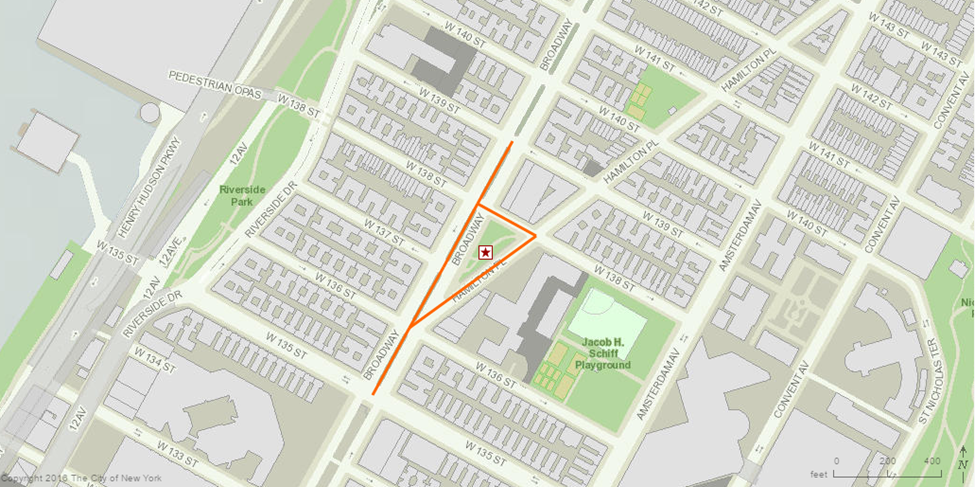 W 142 ST
W 140 ST
BROADWAY
W 143 ST
W 143 ST
W 141 ST
HAMILTON PL
PEDESTRIAN OPAS
W 138 ST
W 139 ST
W 140 ST
W 142 ST
CONVENT AV
12 AV
HENRY HUDSON PKWY
HAMILTON PL
W 141 ST
W 138 ST
Riverside
Park
RIVERSIDE DR
W 137 ST
BROADWAY
W 139 ST
AMSTERDAM AV
W 140 ST
CONVENT AV
W 135 ST
12 AVE
12 AV
W 136 ST
HAMILTON PL
W 138 ST
RIVERSIDE DR
W 135 ST
BROADWAY
Jacob H.
Schiff
Playground
W 134 ST
W 136 ST
AMSTERDAM AV
CONVENT AV
ST NICHOLAS TER
12 AV
W 133 ST
W 135 ST
0 200 400
feet
N
Copyright 2016 The City of New York